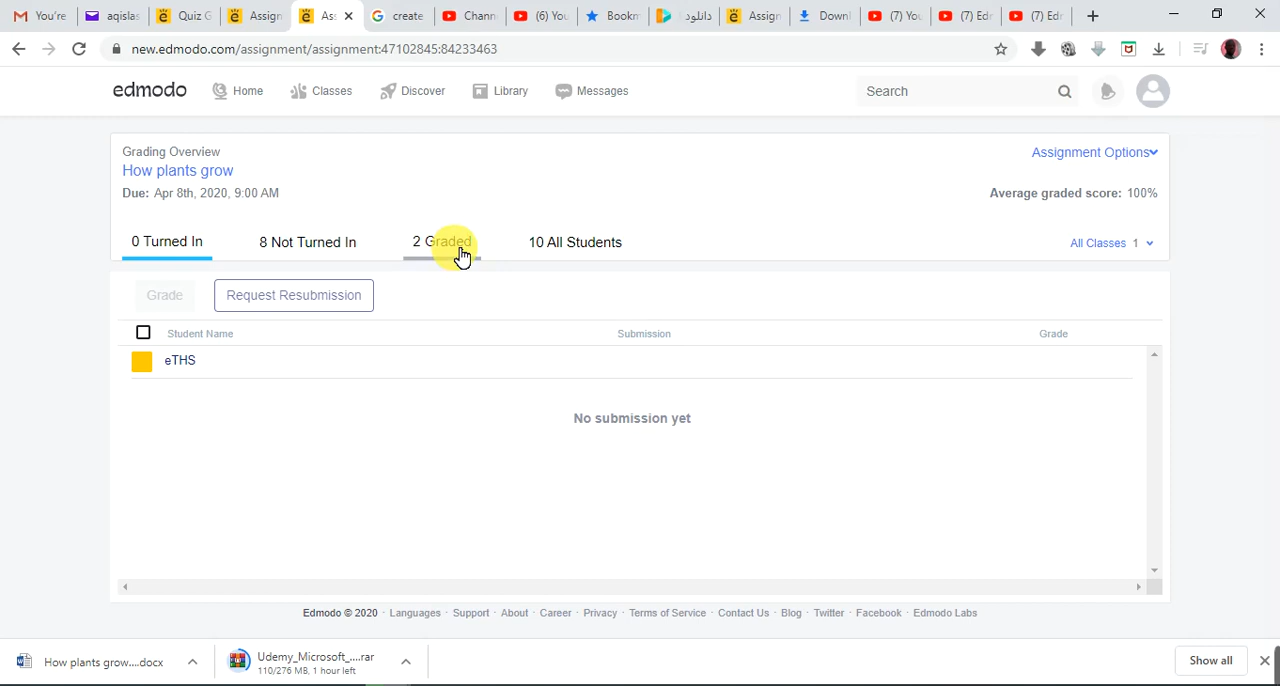 You're
aqislas
Quiz G
Assign
Ass
create
Chann
(6) You
Bookm
دانلود
Assign
Downl
(7) You
(7) Edr
(7) Edr
new.edmodo.com/assignment/assignment:47102845:84233463
edmodo
Home
Classes
Discover
Library
Messages
Search
Grading Overview
How plants grow
Due: Apr 8th, 2020, 9:00 AM
Assignment Options
Average graded score: 100%
0 Turned In
8 Not Turned In
2 Graded
10 All Students
All Classes 1
Grade
Request Resubmission
Student Name
Submission
Grade
eTHS
No submission yet
Edmodo © 2020 · Languages · Support · About · Career · Privacy · Terms of Service · Contact Us · Blog · Twitter · Facebook · Edmodo Labs
How plants grow....docx
Udemy_Microsoft_....rar
110/276 MB, 1 hour left
Show all